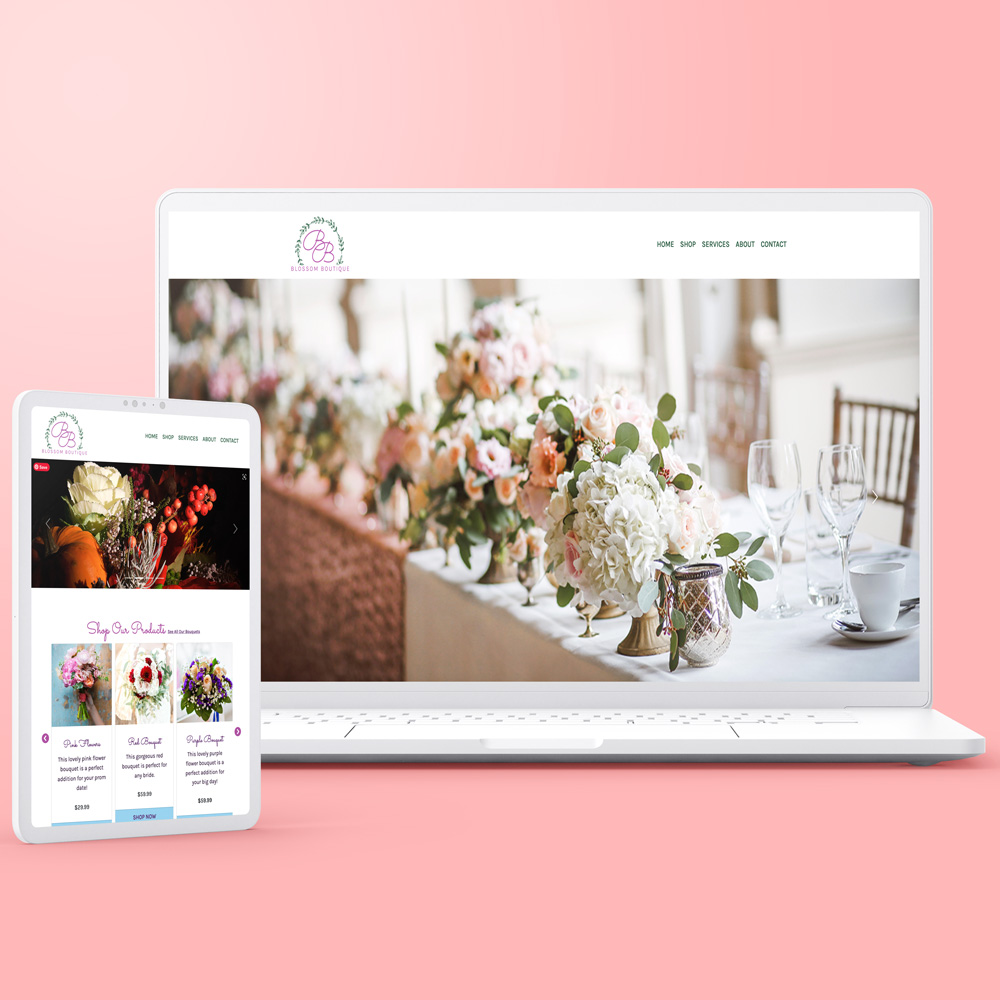 BB
BLOSSOM BOUTIQUE
HOME SHOP SERVICES ABOUT CONTACT
BB
BLOSSOM BOUTIQUE
HOME SHOP SERVICES ABOUT CONTACT
Save
Shop Our Products See All Our Bouquets
Pink Flowers
This lovely pink flower
bouquet is a perfect
addition for your prom
date!
$29.99
Red Bouquet
This gorgeous red
bouquet is perfect for
any bride.
$59.99
SHOP NOW
Purple Bouquet
This lovely purple
flower bouquet is a
perfect addition for
your big day!
$59.99